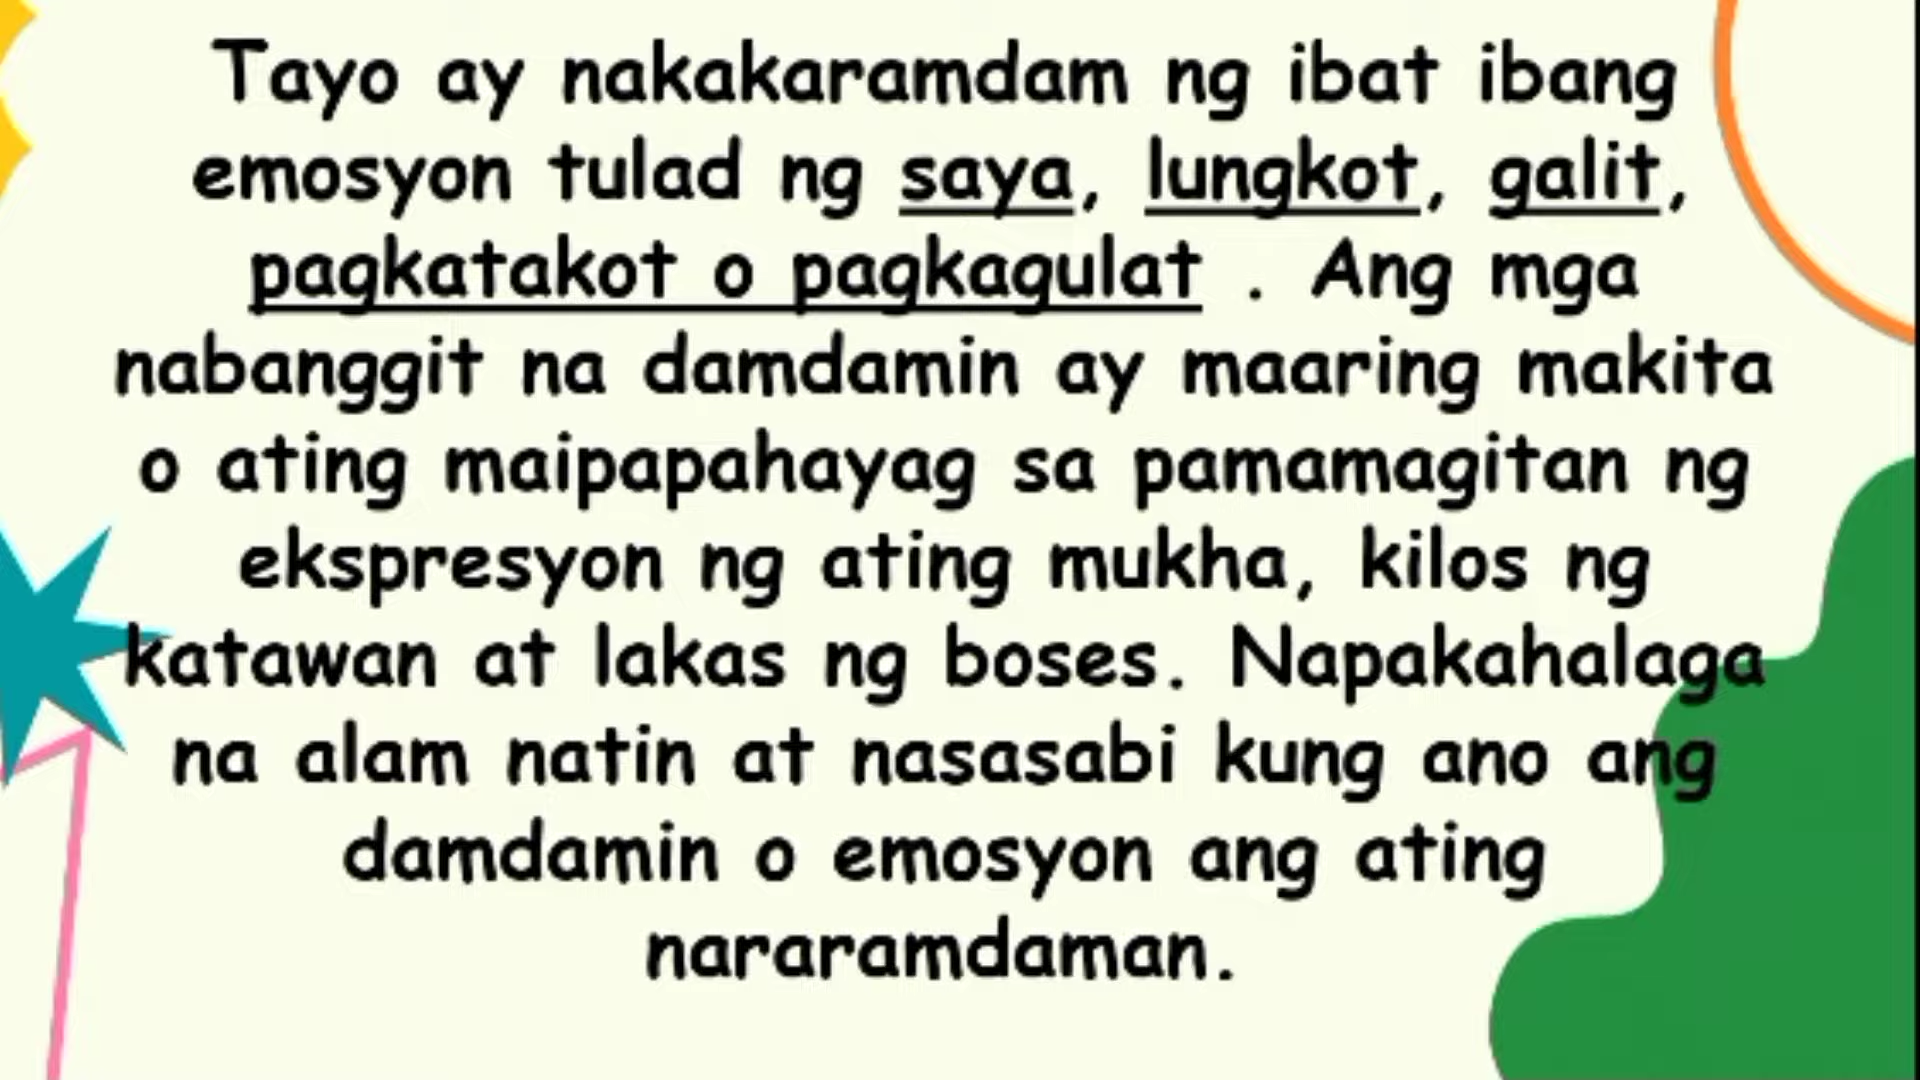 Tayo ay nakakaramdam ng ibat ibang
emosyon tulad ng saya, lungkot, galit,
pagkatakot o pagkagulat . Ang mga
nabanggit na damdamin ay maaring makita
o ating maipapahayag sa pamamagitan ng
ekspresyon ng ating mukha, kilos ng
katawan at lakas ng boses. Napakahalaga
na alam natin at nasasabi kung ano ang
damdamin o emosyon ang ating
nararamdaman.